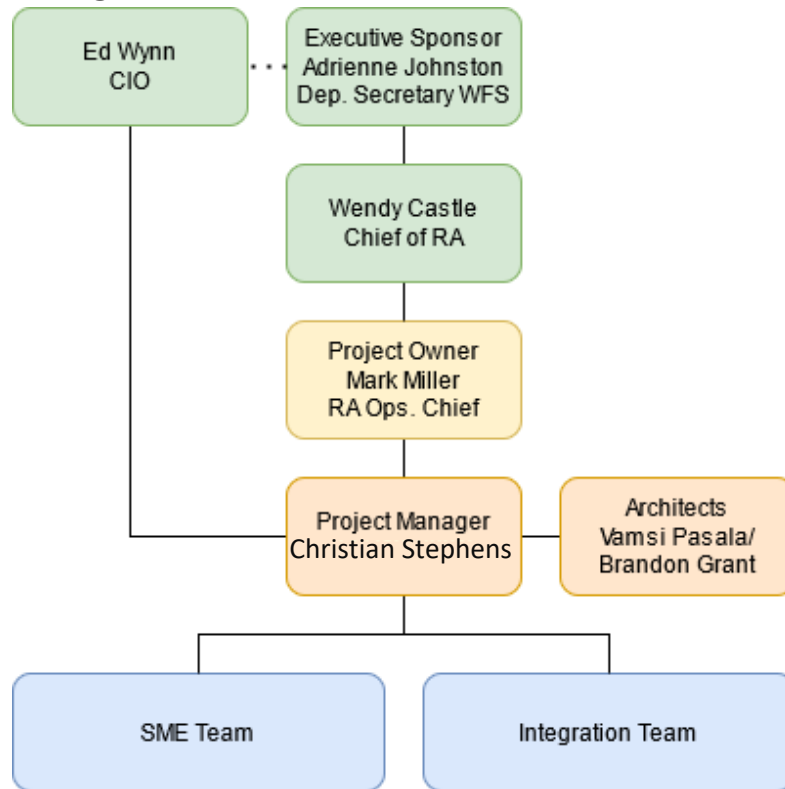 Ed Wynn
CIO
Executive Sponsor
Adrienne Johnston
Dep. Secretary WFS
Wendy Castle
Chief of RA
Project Owner
Mark Miller
RA Ops. Chief
Project Manager
Christian Stephens
Architects
Vamsi Pasala/
Brandon Grant
SME Team
Integration Team